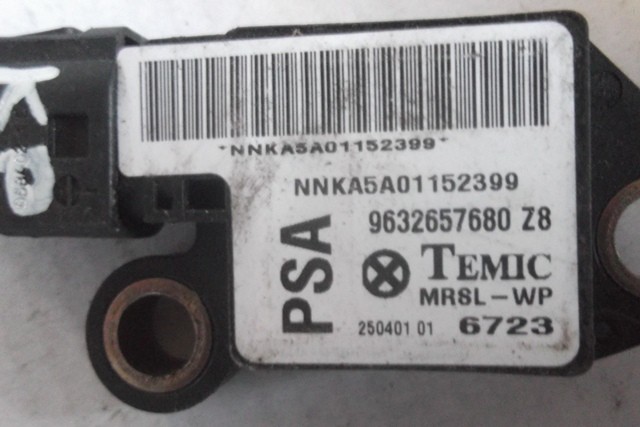 *NNKA5A01152399*
NNKA5A01152399
9632657680 Z8
PSA
TEMIC
MRSL-WP
250401 01 6723